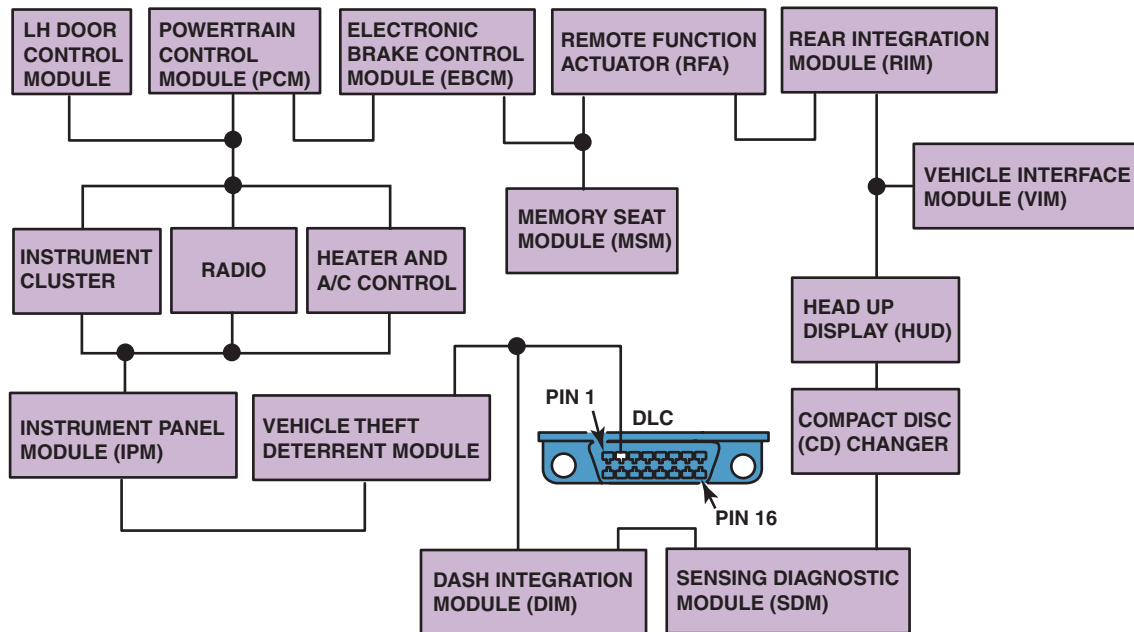 LH DOOR
CONTROL
MODULE
POWERTRAIN
CONTROL
MODULE (PCM)
ELECTRONIC
BRAKE CONTROL
MODULE (EBCM)
REMOTE FUNCTION
ACTUATOR (RFA)
REAR INTEGRATION
MODULE (RIM)
VEHICLE INTERFACE
MODULE (VIM)
MEMORY SEAT
MODULE (MSM)
INSTRUMENT
CLUSTER
RADIO
HEATER AND
A/C CONTROL
HEAD UP
DISPLAY (HUD)
INSTRUMENT PANEL
MODULE (IPM)
VEHICLE THEFT
DETERRENT MODULE
PIN 1
DLC
COMPACT DISC
(CD) CHANGER
PIN 16
DASH INTEGRATION
MODULE (DIM)
SENSING DIAGNOSTIC
MODULE (SDM)